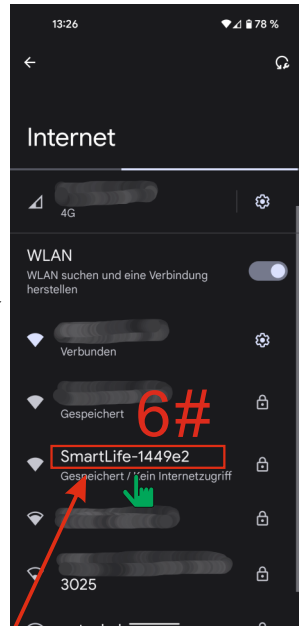 13:26 78 %
Internet
4G
WLAN
WLAN suchen und eine Verbindung
herstellen
Verbunden
Gespeichert
6#
SmartLife-1449e2
Gespeichert / Kein Internetzugriff
3025